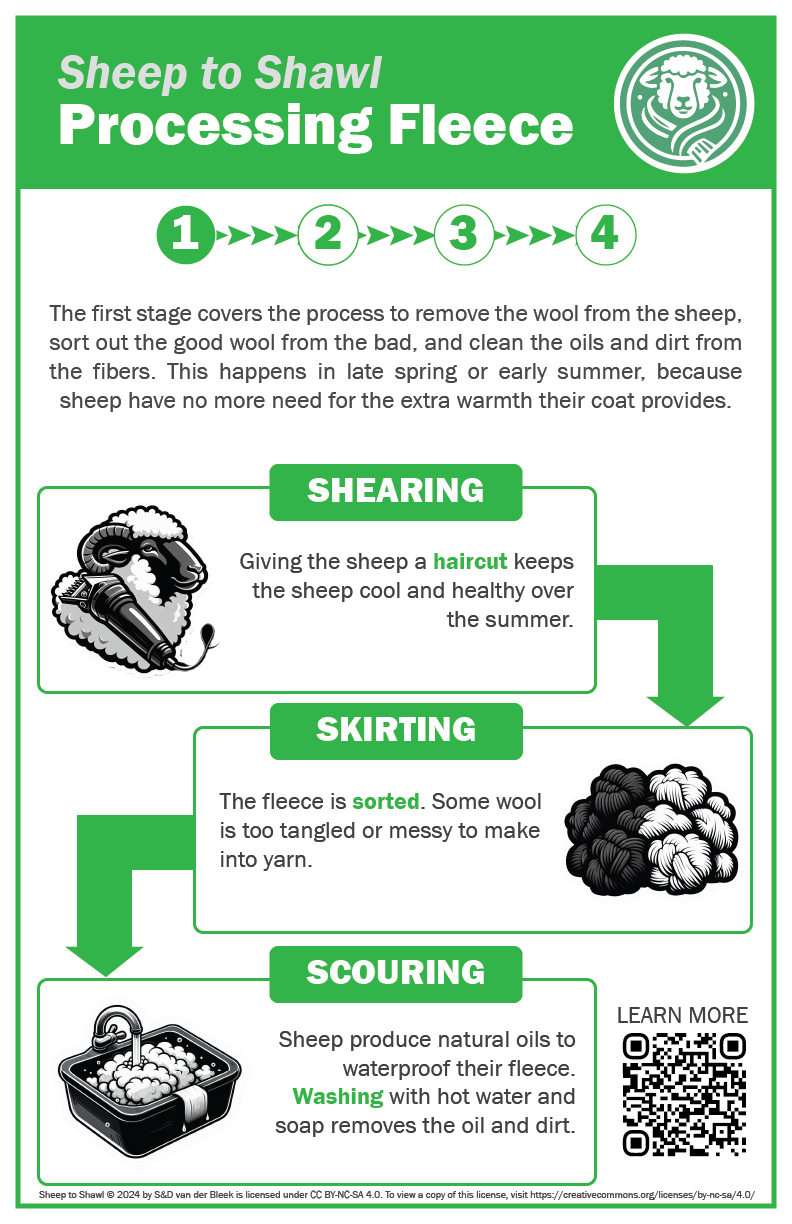 Sheep to Shawl
Processing Fleece
1 2 3 4
The first stage covers the process to remove the wool from the sheep,
sort out the good wool from the bad, and clean the oils and dirt from
the fibers. This happens in late spring or early summer, because
sheep have no more need for the extra warmth their coat provides.
SHEARING
Giving the sheep a haircut keeps
the sheep cool and healthy over
the summer.
SKIRTING
The fleece is sorted. Some wool
is too tangled or messy to make
into yarn.
SCOURING
Sheep produce natural oils to
waterproof their fleece.
Washing with hot water and
soap removes the oil and dirt.
LEARN MORE
Sheep to Shawl © 2024 by S&D van der Bleek is licensed under CC BY-NC-SA 4.0. To view a copy of this license, visit https://creativecommons.org/licenses/by-nc-sa/4.0/